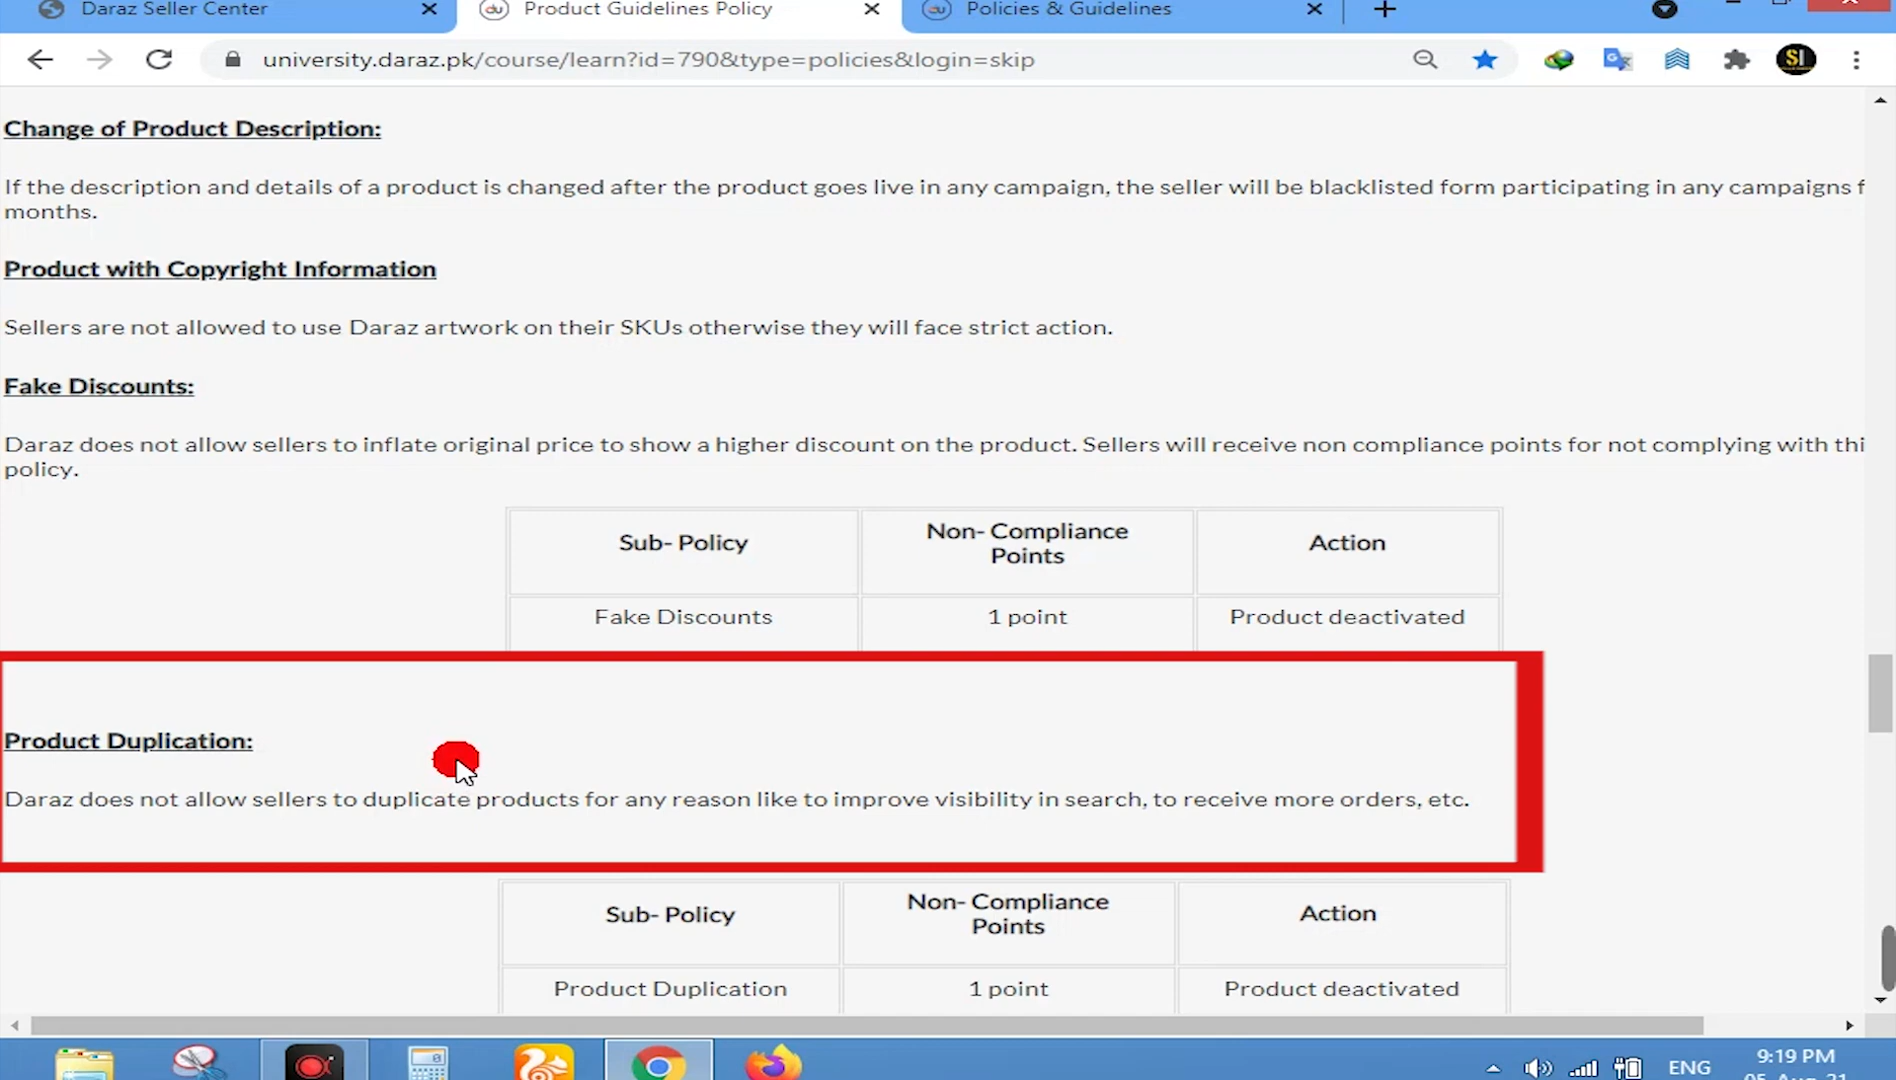 Daraz Seller Center
Product Guidelines Policy
Policies & Guidelines
university.daraz.pk/course/learn?id=790&type=policies&login=skip
SI
Change of Product Description:
If the description and details of a product is changed after the product goes live in any campaign, the seller will be blacklisted form participating in any campaigns f
months.
Product with Copyright Information
Sellers are not allowed to use Daraz artwork on their SKUs otherwise they will face strict action.
Fake Discounts:
Daraz does not allow sellers to inflate original price to show a higher discount on the product. Sellers will receive non compliance points for not complying with thi
policy.
Sub- Policy
Non- Compliance
Points
Action
Fake Discounts
1 point
Product deactivated
Product Duplication:
Daraz does not allow sellers to duplicate products for any reason like to improve visibility in search, to receive more orders, etc.
Sub- Policy
Non- Compliance
Points
Action
Product Duplication
1 point
Product deactivated
ENG
9:19 PM